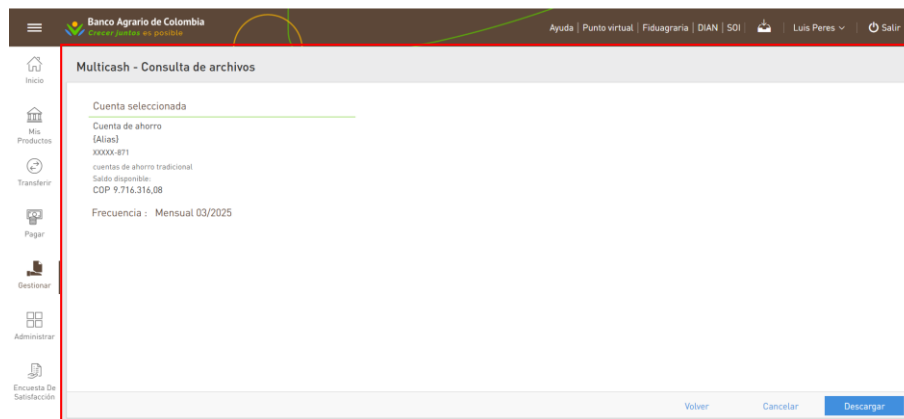 Banco Agrario de Colombia
Crecer juntos es posible
Ayuda | Punto virtual | Fiduagraria | DIAN | SOI | Luis Peres | Salir
Inicio
Mis
Productos
Transferir
Pagar
Gestionar
Administrar
Encuesta De
Satisfacción
Multicash - Consulta de archivos
Cuenta seleccionada
Cuenta de ahorro
{Alias}
XXXXX-871
cuentas de ahorro tradicional
Saldo disponible:
COP 9.716.316,08
Frecuencia : Mensual 03/2025
Volver Cancelar Descargar